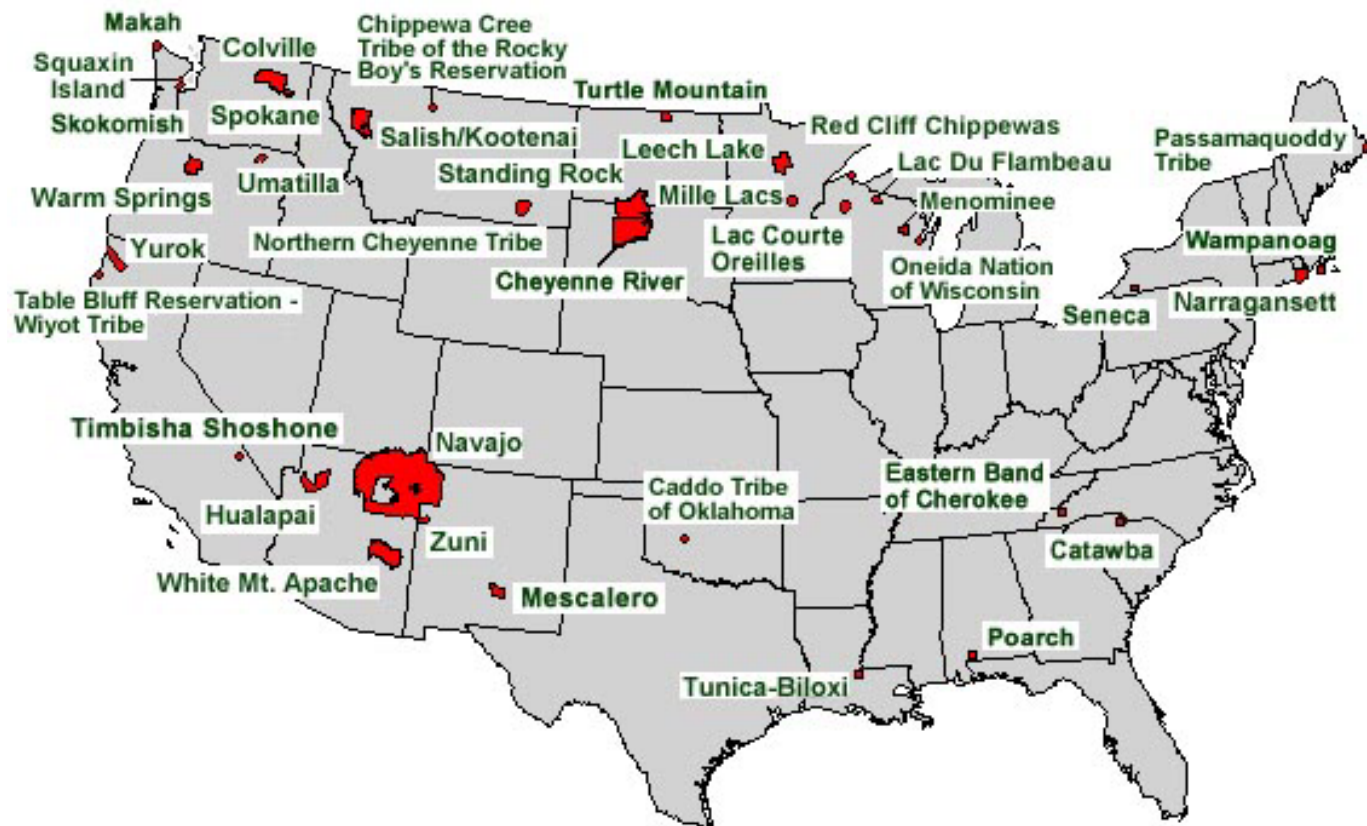 Makah
Squaxin
Island
Skokomish
Colville
Spokane
Chippewa Cree
Tribe of the Rocky
Boy's Reservation
Salish/Kootenai
Turtle Mountain
Leech Lake
Standing Rock
Mille Lacs
Red Cliff Chippewas
Lac Du Flambeau
Menominee
Passamaquoddy
Tribe
Warm Springs
Umatilla
Yurok
Northern Cheyenne Tribe
Cheyenne River
Lac Courte
Oreilles
Oneida Nation
of Wisconsin
Wampanoag
Narragansett
Seneca
Table Bluff Reservation -
Wiyot Tribe
Timbisha Shoshone
Navajo
Hualapai
Zuni
White Mt. Apache
Mescalero
Caddo Tribe
of Oklahoma
Eastern Band
of Cherokee
Catawba
Poarch
Tunica-Biloxi